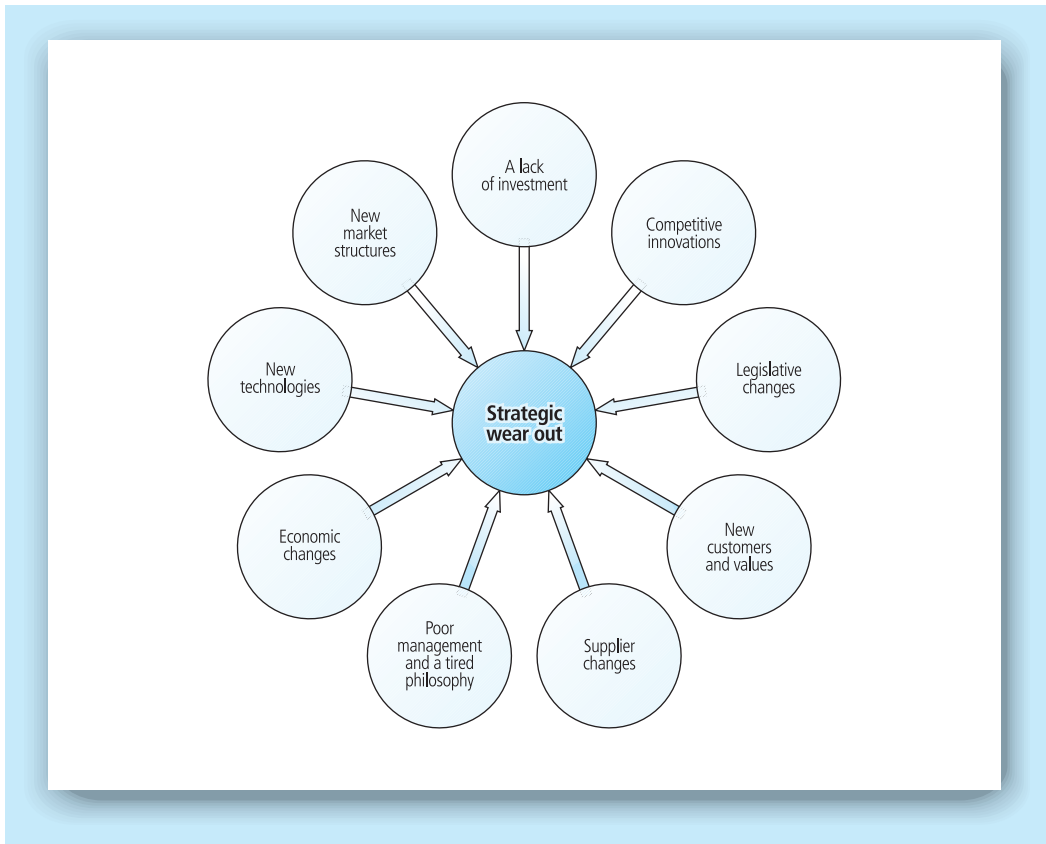 A lack
of investment
Competitive
innovations
Legislative
changes
New
customers
and values
Supplier
changes
Poor
management
and a tired
philosophy
Economic
changes
New
technologies
New
market
structures
Strategic
wear out